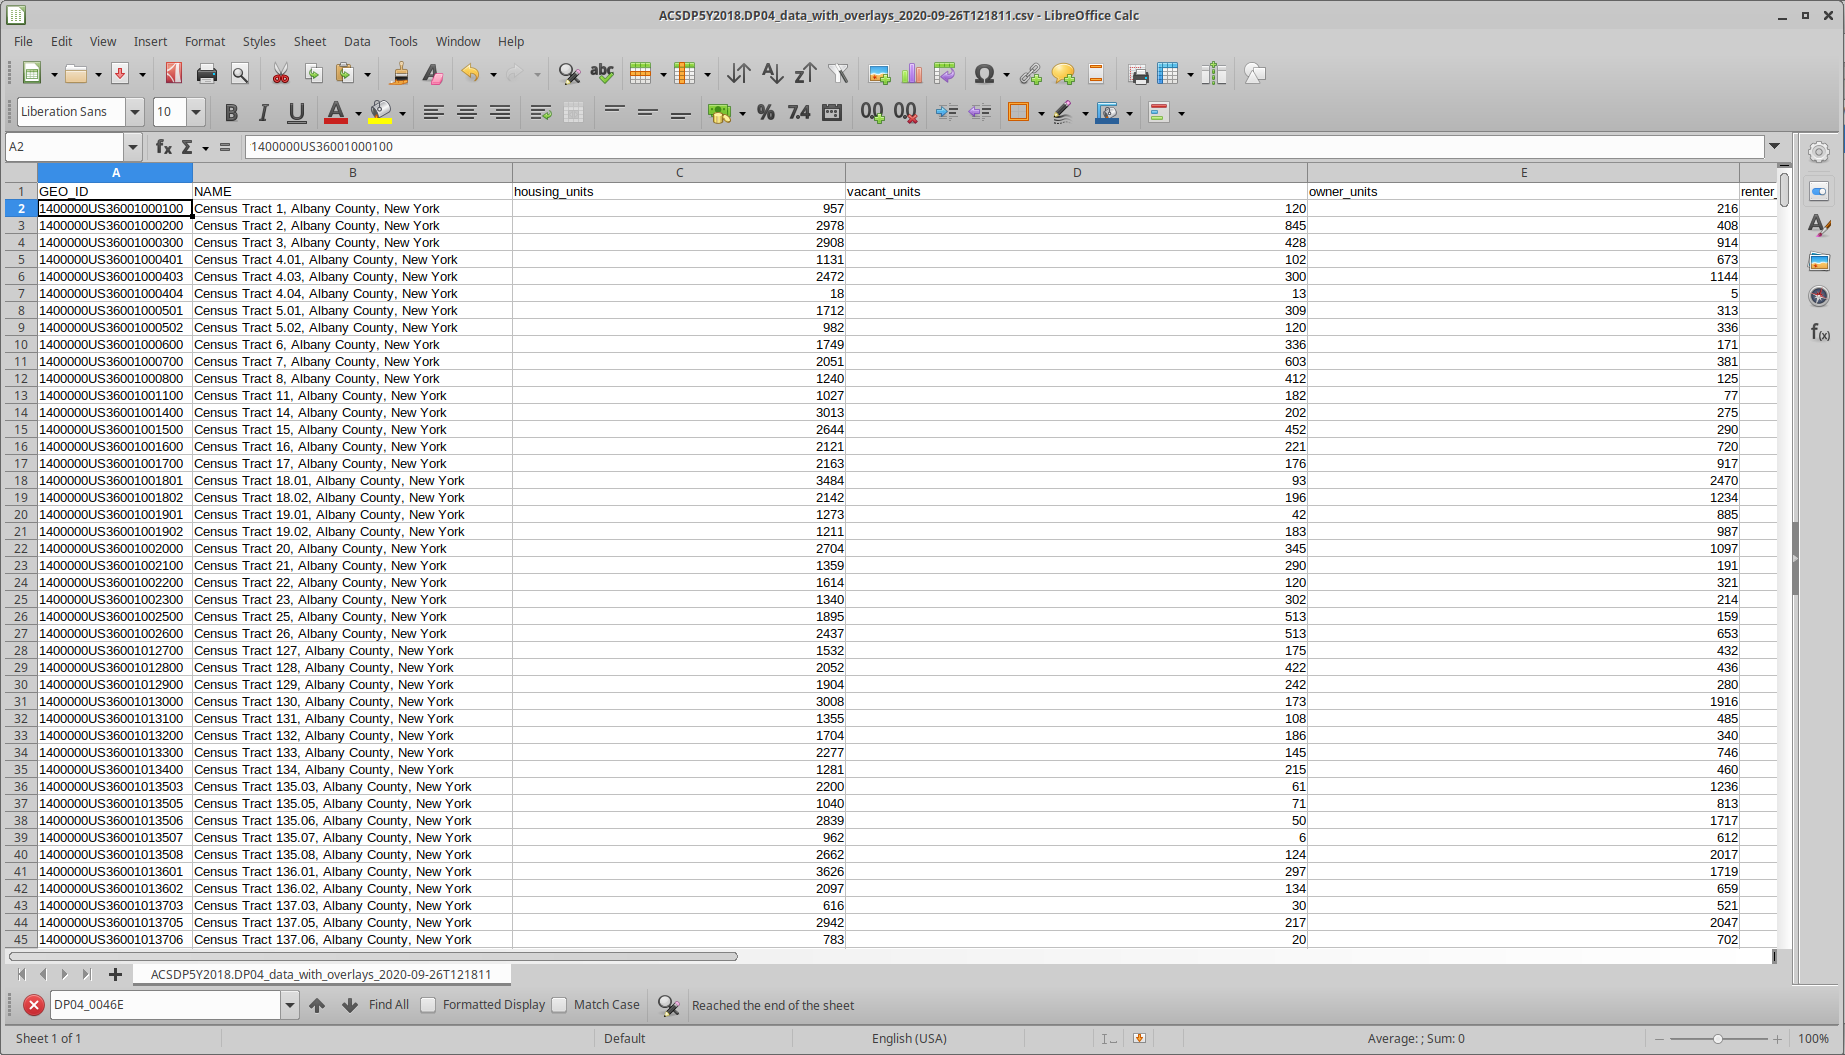 ACSDP5Y2018.DP04_data_with_overlays_2020-09-26T121811.csv - LibreOffice Calc
File Edit View Insert Format Styles Sheet Data Tools Window Help
Liberation Sans 10 7.4
A2 1400000US36001000100
A B C D E
1 GEO_ID NAME housing_units vacant_units owner_units renter_
2 1400000US36001000100 Census Tract 1, Albany County, New York 957 120 216
3 1400000US36001000200 Census Tract 2, Albany County, New York 2978 845 408
4 1400000US36001000300 Census Tract 3, Albany County, New York 2908 428 914
5 1400000US36001000401 Census Tract 4.01, Albany County, New York 1131 102 673
6 1400000US36001000403 Census Tract 4.03, Albany County, New York 2472 300 1144
7 1400000US36001000404 Census Tract 4.04, Albany County, New York 18 13 5
8 1400000US36001000501 Census Tract 5.01, Albany County, New York 1712 309 313
9 1400000US36001000502 Census Tract 5.02, Albany County, New York 982 120 336
10 1400000US36001000600 Census Tract 6, Albany County, New York 1749 336 171
11 1400000US36001000700 Census Tract 7, Albany County, New York 2051 603 381
12 1400000US36001000800 Census Tract 8, Albany County, New York 1240 412 125
13 1400000US36001001100 Census Tract 11, Albany County, New York 1027 182 77
14 1400000US36001001400 Census Tract 14, Albany County, New York 3013 202 275
15 1400000US36001001500 Census Tract 15, Albany County, New York 2644 452 290
16 1400000US36001001600 Census Tract 16, Albany County, New York 2121 221 720
17 1400000US36001001700 Census Tract 17, Albany County, New York 2163 176 917
18 1400000US36001001801 Census Tract 18.01, Albany County, New York 3484 93 2470
19 1400000US36001001802 Census Tract 18.02, Albany County, New York 2142 196 1234
20 1400000US36001001901 Census Tract 19.01, Albany County, New York 1273 42 885
21 1400000US36001001902 Census Tract 19.02, Albany County, New York 1211 183 987
22 1400000US36001002000 Census Tract 20, Albany County, New York 2704 345 1097
23 1400000US36001002100 Census Tract 21, Albany County, New York 1359 290 191
24 1400000US36001002200 Census Tract 22, Albany County, New York 1614 120 321
25 1400000US36001002300 Census Tract 23, Albany County, New York 1340 302 214
26 1400000US36001002500 Census Tract 25, Albany County, New York 1895 513 159
27 1400000US36001002600 Census Tract 26, Albany County, New York 2437 513 653
28 1400000US36001012700 Census Tract 127, Albany County, New York 1532 175 432
29 1400000US36001012800 Census Tract 128, Albany County, New York 2052 422 436
30 1400000US36001012900 Census Tract 129, Albany County, New York 1904 242 280
31 1400000US36001013000 Census Tract 130, Albany County, New York 3008 173 1916
32 1400000US36001013100 Census Tract 131, Albany County, New York 1355 108 485
33 1400000US36001013200 Census Tract 132, Albany County, New York 1704 186 340
34 1400000US36001013300 Census Tract 133, Albany County, New York 2277 145 746
35 1400000US36001013400 Census Tract 134, Albany County, New York 1281 215 460
36 1400000US36001013503 Census Tract 135.03, Albany County, New York 2200 61 1236
37 1400000US36001013505 Census Tract 135.05, Albany County, New York 1040 71 813
38 1400000US36001013506 Census Tract 135.06, Albany County, New York 2839 50 1717
39 1400000US36001013507 Census Tract 135.07, Albany County, New York 962 6 612
40 1400000US36001013508 Census Tract 135.08, Albany County, New York 2662 124 2017
41 1400000US36001013601 Census Tract 136.01, Albany County, New York 3626 297 1719
42 1400000US36001013602 Census Tract 136.02, Albany County, New York 2097 134 659
43 1400000US36001013703 Census Tract 137.03, Albany County, New York 616 30 521
44 1400000US36001013705 Census Tract 137.05, Albany County, New York 2942 217 2047
45 1400000US36001013706 Census Tract 137.06, Albany County, New York 783 20 702
ACSDP5Y2018.DP04_data_with_overlays_2020-09-26T121811
DP04_0046E Find All Formatted Display Match Case Reached the end of the sheet
Sheet 1 of 1 Default English (USA) Average: ; Sum: 0 100%